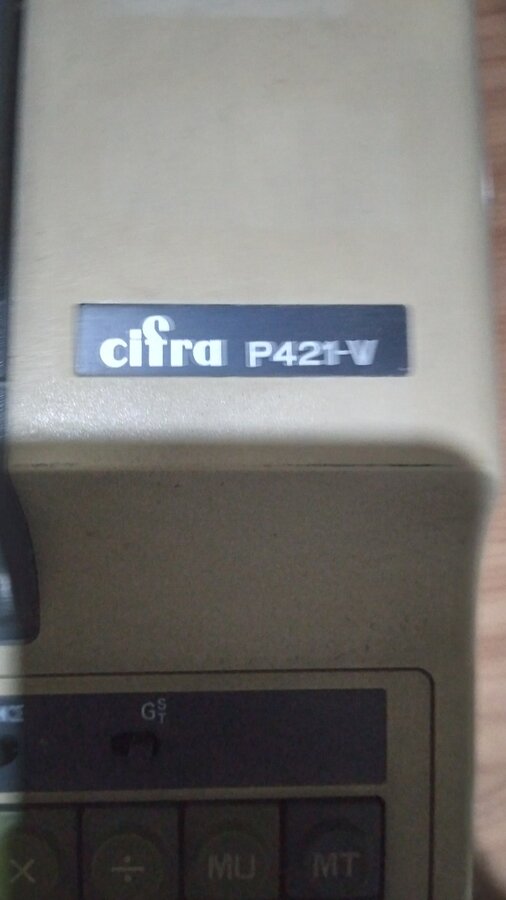 cifra P421-V
G S T
× ÷ MU MT